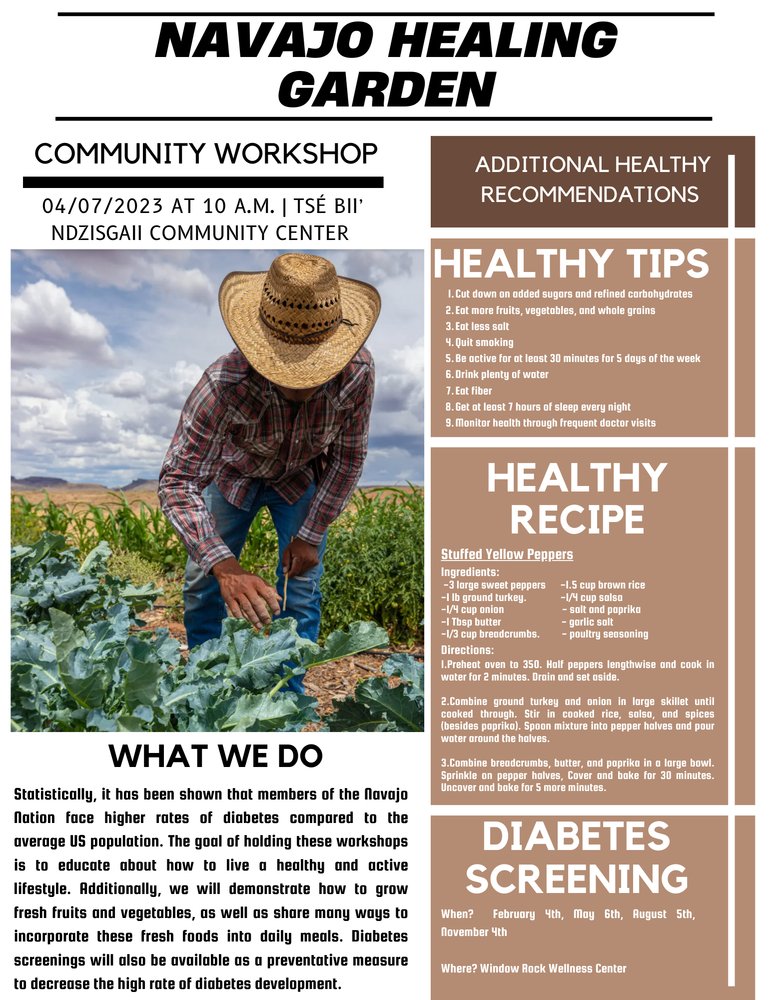 NAVAJO HEALING
GARDEN
COMMUNITY WORKSHOP
04/07/2023 AT 10 A.M. | TSÉ BII'
NDZISGAII COMMUNITY CENTER
WHAT WE DO
Statistically, it has been shown that members of the Navajo
Nation face higher rates of diabetes compared to the
average US population. The goal of holding these workshops
is to educate about how to live a healthy and active
lifestyle. Additionally, we will demonstrate how to grow
fresh fruits and vegetables, as well as share many ways to
incorporate these fresh foods into daily meals. Diabetes
screenings will also be available as a preventative measure
to decrease the high rate of diabetes development.
ADDITIONAL HEALTHY
RECOMMENDATIONS
HEALTHY TIPS
1. Cut down on added sugars and refined carbohydrates
2. Eat more fruits, vegetables, and whole grains
3. Eat less salt
4. Quit smoking
5. Be active for at least 30 minutes for 5 days of the week
6. Drink plenty of water
7. Eat fiber
8. Get at least 7 hours of sleep every night
9. Monitor health through frequent doctor visits
HEALTHY
RECIPE
Stuffed Yellow Peppers
Ingredients:
-3 large sweet peppers -1.5 cup brown rice
-1 lb ground turkey. -1/4 cup salsa
-1/4 cup onion - salt and paprika
-1 Tbsp butter - garlic salt
-1/3 cup breadcrumbs. - poultry seasoning
Directions:
1.Preheat oven to 350. Half peppers lengthwise and cook in
water for 2 minutes. Drain and set aside.
2.Combine ground turkey and onion in large skillet until
cooked through. Stir in cooked rice, salsa, and spices
(besides paprika). Spoon mixture into pepper halves and pour
water around the halves.
3.Combine breadcrumbs, butter, and paprika in a large bowl.
Sprinkle on pepper halves, Cover and bake for 30 minutes.
Uncover and bake for 5 more minutes.
DIABETES
SCREENING
When? February 4th, May 6th, August 5th,
November 4th
Where? Window Rock Wellness Center